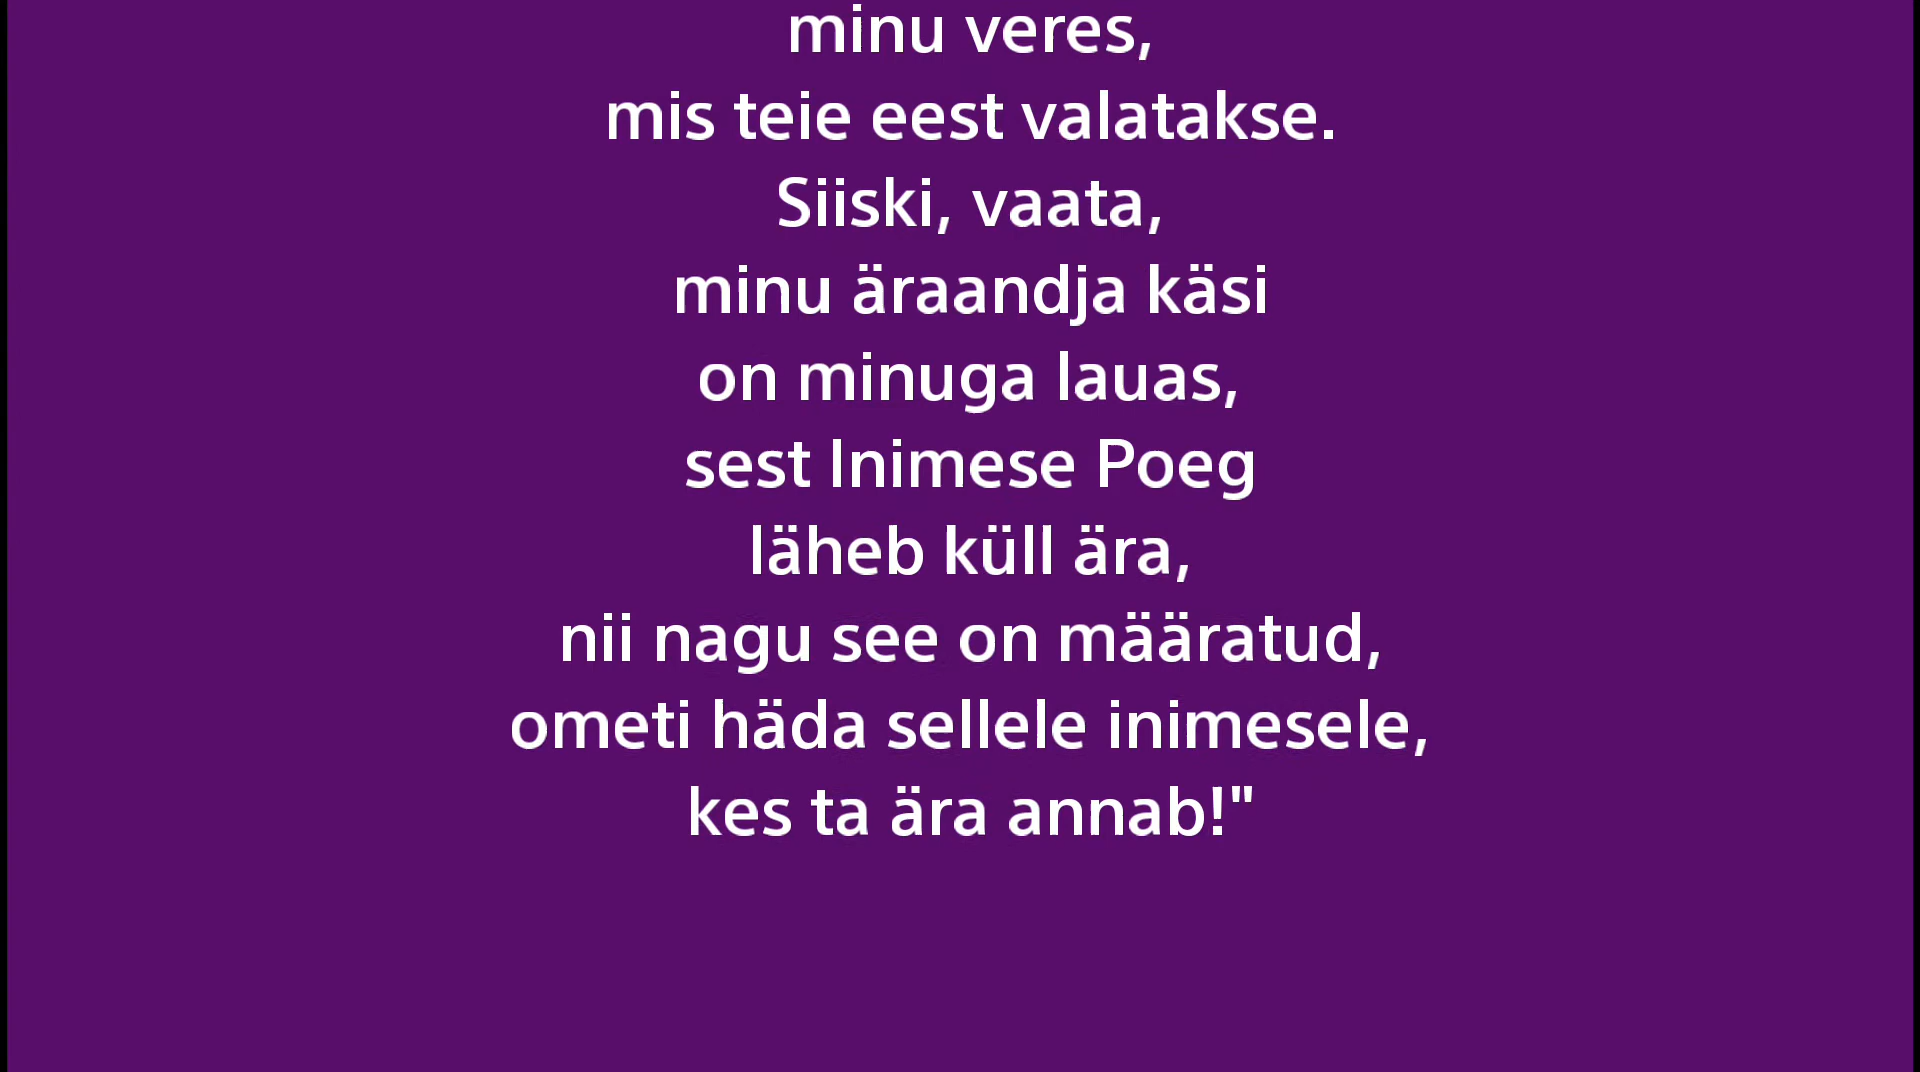 minu veres,
mis teie eest valatakse.
Siiski, vaata,
minu äraandja käsi
on minuga lauas,
sest Inimese Poeg
läheb küll ära,
nii nagu see on määratud,
ometi häda sellele inimesele,
kes ta ära annab!"